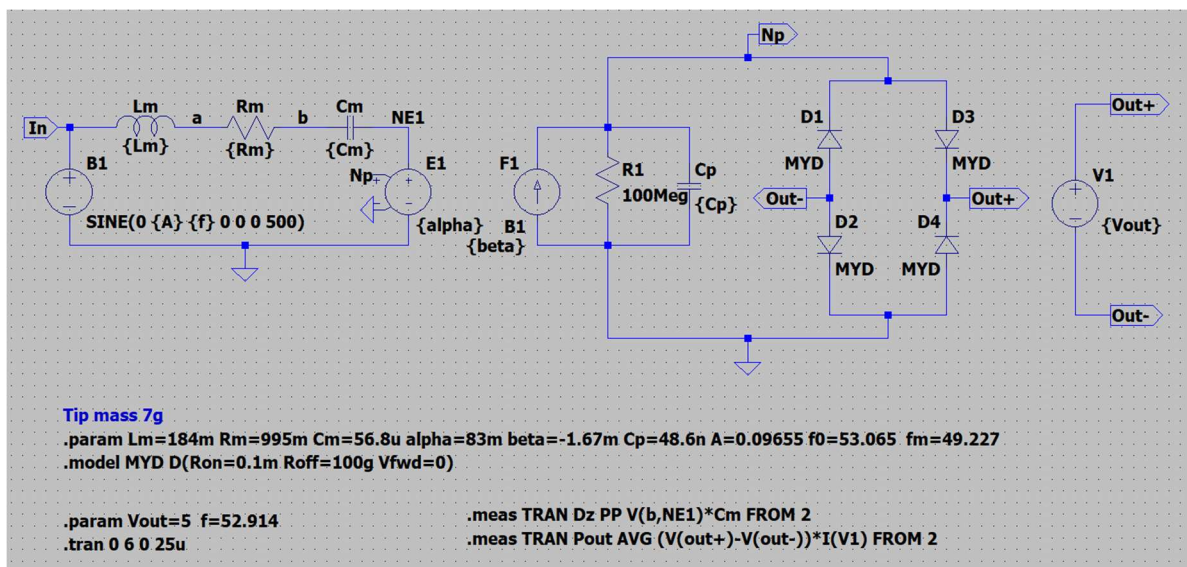 Np
In
Lm
a
Rm
b
Cm
NE1
{Lm}
{Rm}
{Cm}
B1
Np
E1
SINE(0 {A} {f} 0 0 0 500)
{alpha}
F1
B1
{beta}
R1
100Meg
Cp
{Cp}
D1
MYD
D3
MYD
Out-
Out+
D2
MYD
D4
MYD
Out+
V1
{Vout}
Out-
Tip mass 7g
.param Lm=184m Rm=995m Cm=56.8u alpha=83m beta=-1.67m Cp=48.6n A=0.09655 f0=53.065 fm=49.227
.model MYD D(Ron=0.1m Roff=100g Vfwd=0)
.param Vout=5 f=52.914
.tran 0 6 0 25u
.meas TRAN Dz PP V(b,NE1)*Cm FROM 2
.meas TRAN Pout AVG (V(out+)-V(out-))*I(V1) FROM 2